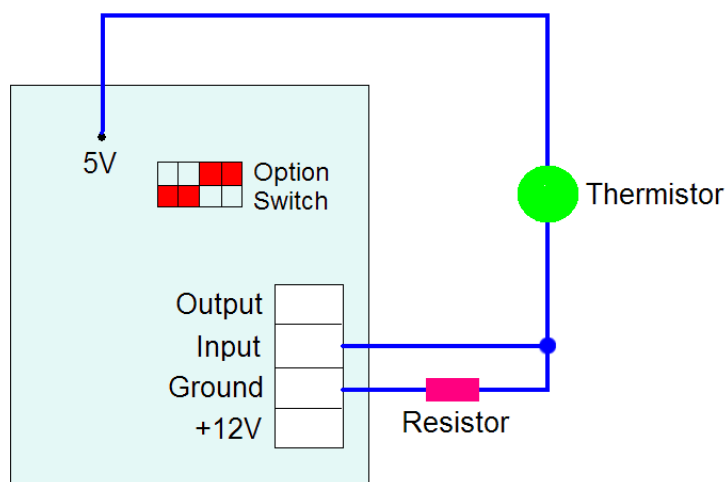 5V
Option
Switch
Thermistor
Output
Input
Ground
+12V
Resistor